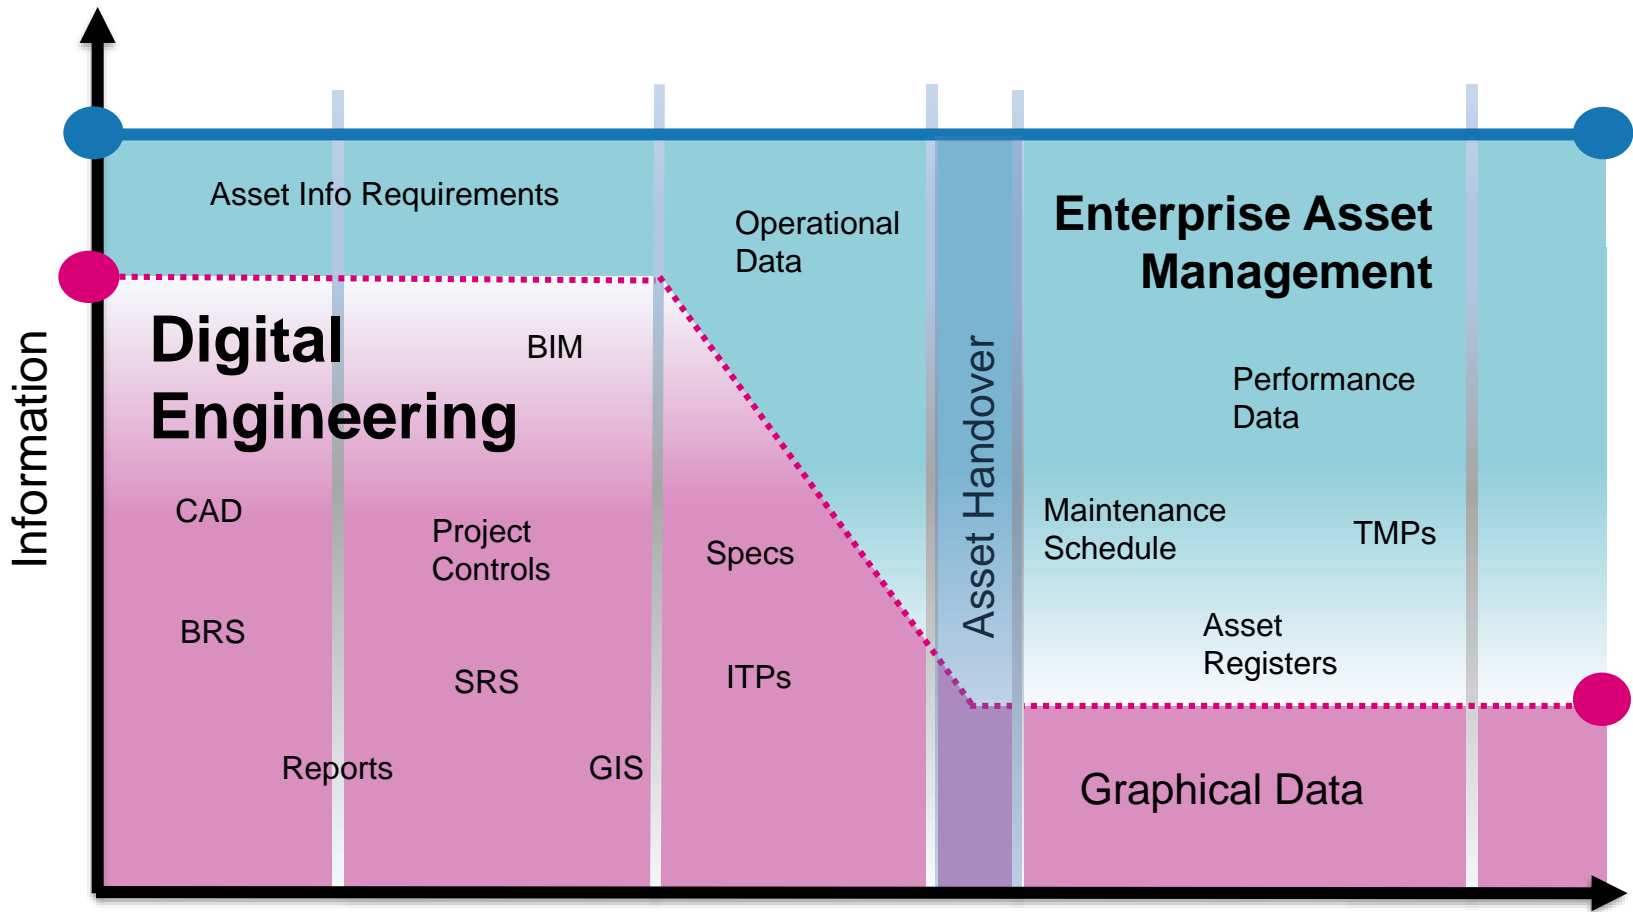 Information
Asset Info Requirements
Operational
Data
Enterprise Asset
Management
Digital
Engineering
BIM
Asset Handover
Performance
Data
CAD
Project
Controls
Specs
Maintenance
Schedule
TMPs
BRS
SRS
ITPs
Asset
Registers
Reports
GIS
Graphical Data